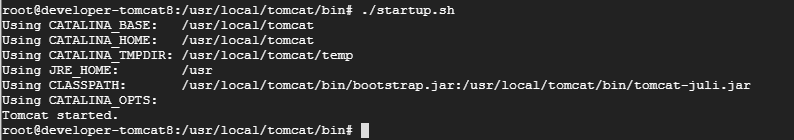 root@developer-tomcat8:/usr/local/tomcat/bin# ./startup.sh
Using CATALINA_BASE:   /usr/local/tomcat
Using CATALINA_HOME:   /usr/local/tomcat
Using CATALINA_TMPDIR: /usr/local/tomcat/temp
Using JRE_HOME:        /usr
Using CLASSPATH:       /usr/local/tomcat/bin/bootstrap.jar:/usr/local/tomcat/bin/tomcat-juli.jar
Using CATALINA_OPTS:
Tomcat started.
root@developer-tomcat8:/usr/local/tomcat/bin#